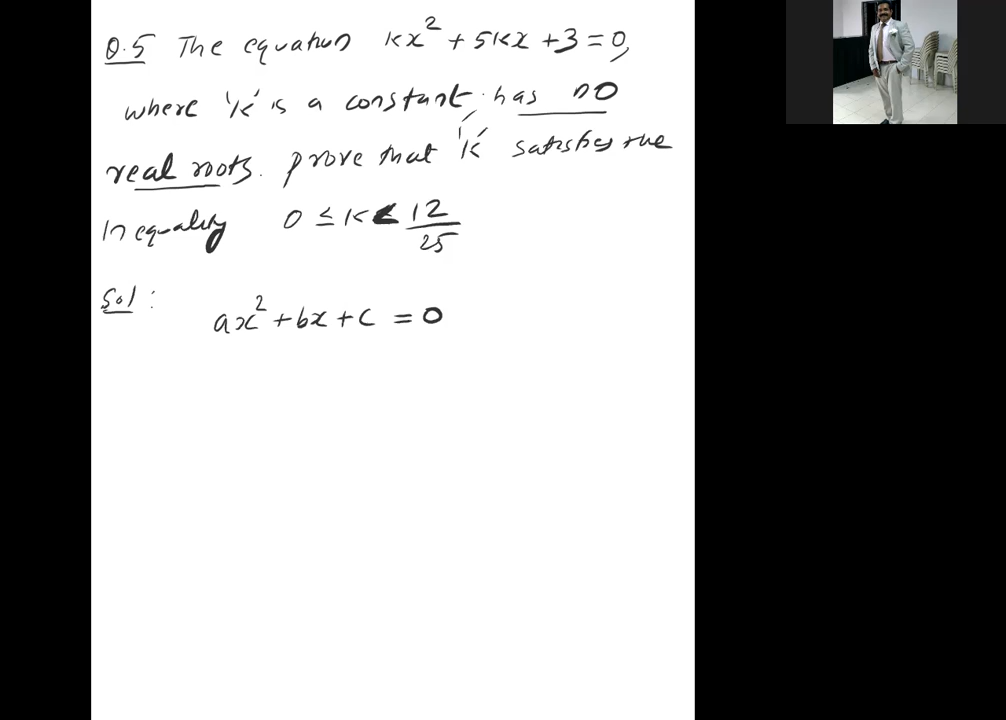 Q.5 The equation kx² + 5kx + 3 = 0,
where 'k' is a constant, has no
real roots. prove that 'k' satisfies the
Inequality 0 ≤ k < 12/25
Sol :
ax² + bx + c = 0